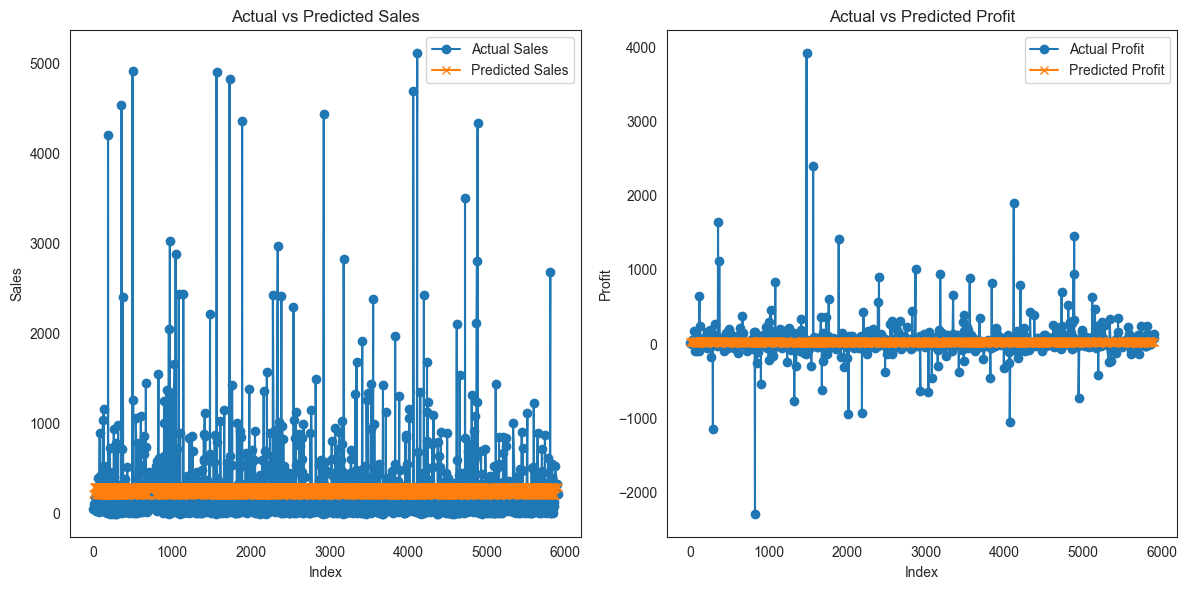 Actual vs Predicted Sales
Actual Sales
Predicted Sales
5000
4000
3000
2000
1000
0
Sales
0 1000 2000 3000 4000 5000 6000
Index
Actual vs Predicted Profit
Actual Profit
Predicted Profit
4000
3000
2000
1000
0
−1000
−2000
Profit
0 1000 2000 3000 4000 5000 6000
Index